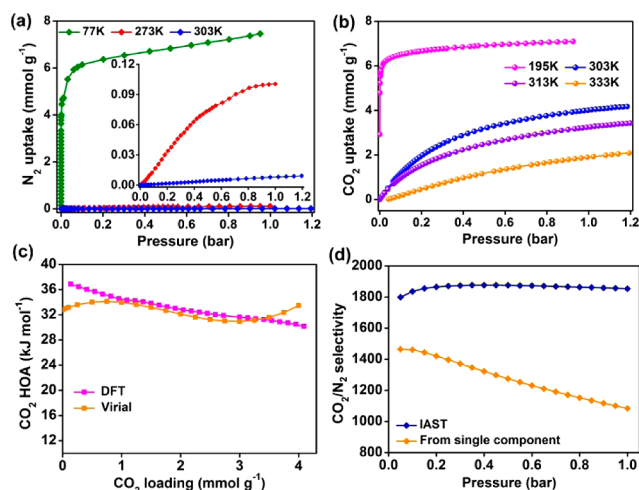 (a)
77K 273K 303K
N₂ uptake (mmol g⁻¹)
8
6
4
2
0
0.12
0.09
0.06
0.03
0.00
0.0 0.2 0.4 0.6 0.8 1.0 1.2
0.0 0.2 0.4 0.6 0.8 1.0 1.2
Pressure (bar)
(b)
CO₂ uptake (mmol g⁻¹)
8
6
4
2
0
195K 303K
313K 333K
0.0 0.2 0.4 0.6 0.8 1.0 1.2
Pressure (bar)
(c)
CO₂ HOA (kJ mol⁻¹)
40
36
32
28
24
20
16
12
DFT
Virial
0 1 2 3 4
CO₂ loading (mmol g⁻¹)
(d)
CO₂/N₂ selectivity
2000
1800
1600
1400
1200
1000
800
IAST
From single component
0.0 0.2 0.4 0.6 0.8 1.0
Pressure (bar)